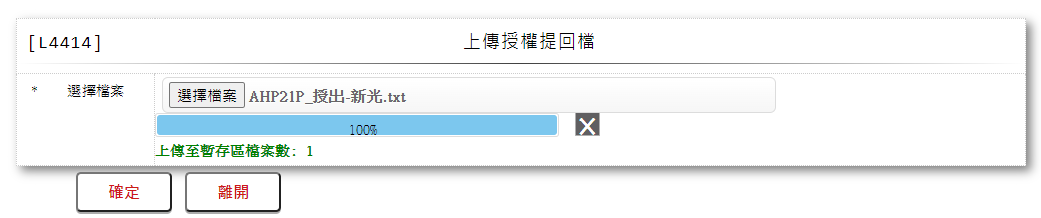 [L4414] 上傳授權提回檔
* 選擇檔案 選擇檔案 AHP21P_授出-新光.txt
100% X
上傳至暫存區檔案數: 1
確定 離開